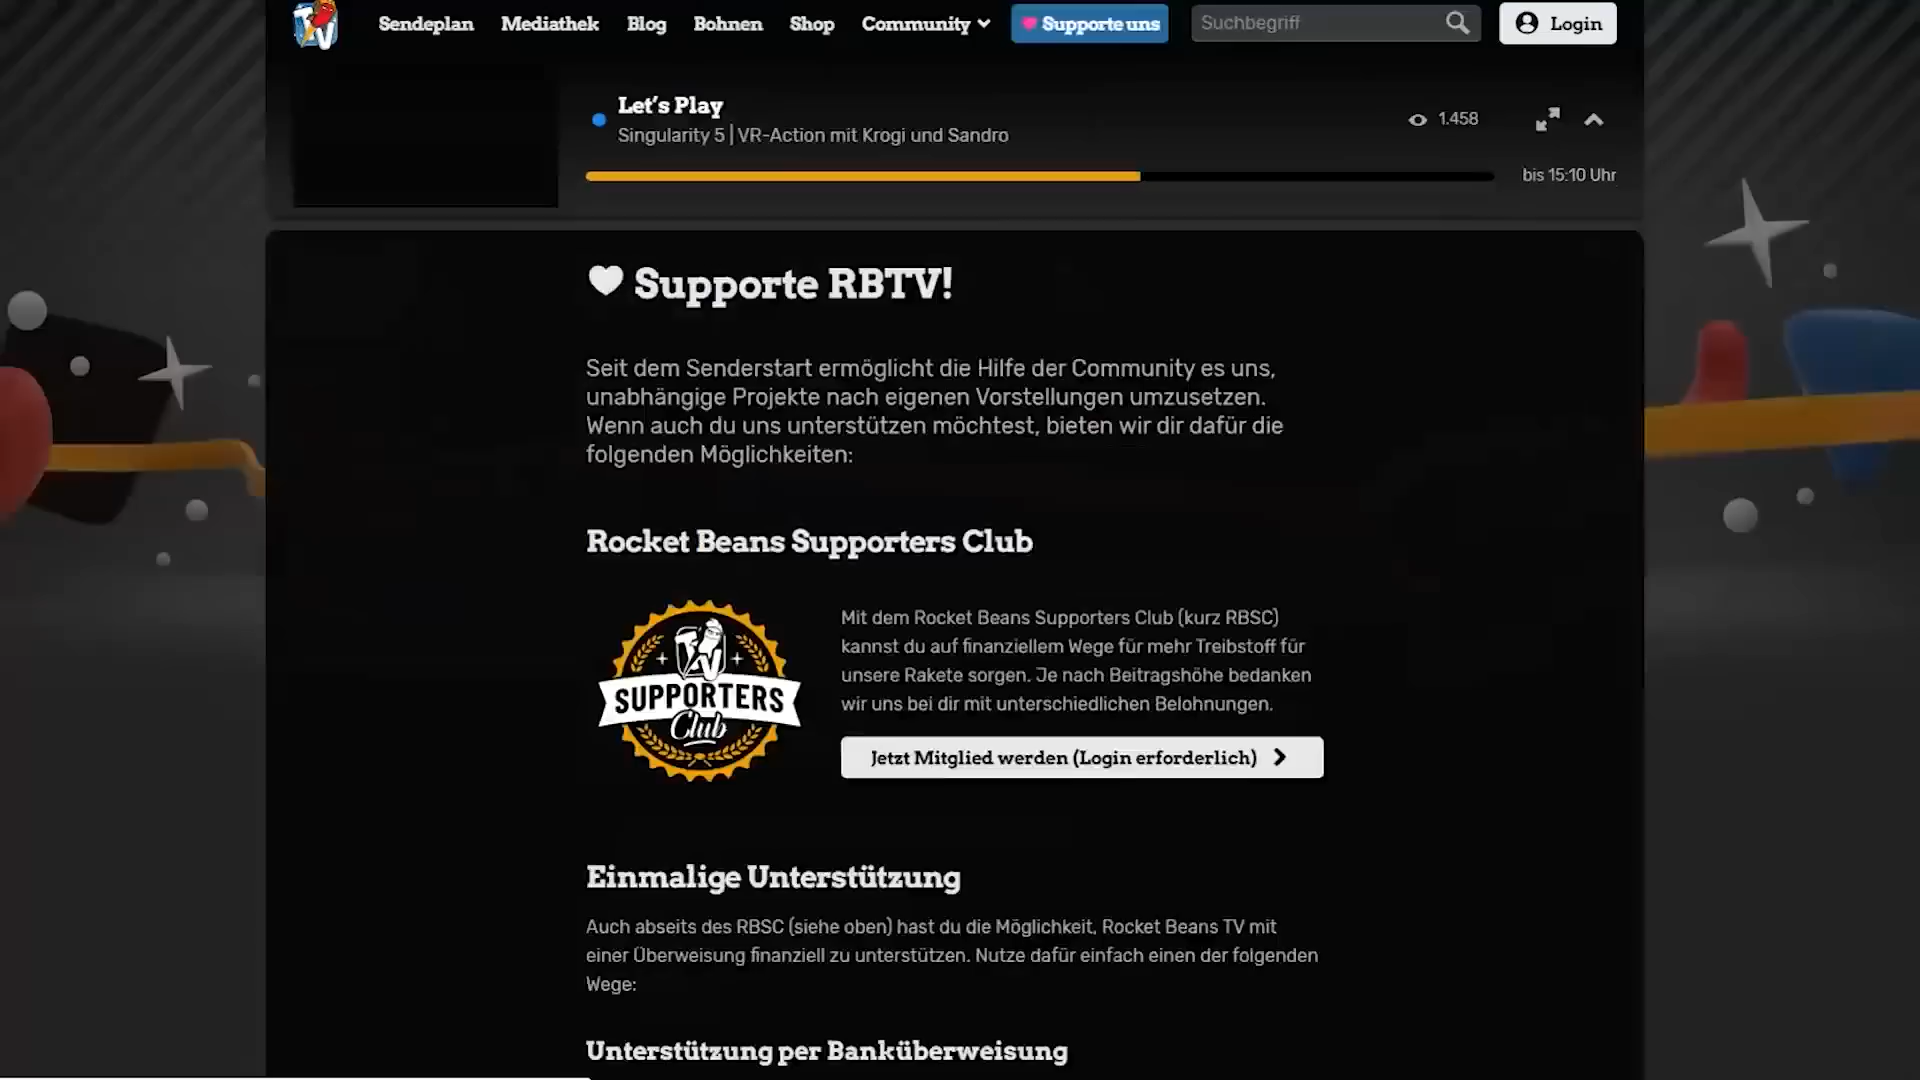 Sendeplan Mediathek Blog Bohnen Shop Community Supporte uns Suchbegriff Login
Let's Play
Singularity 5 | VR-Action mit Krogi und Sandro
1.458
bis 15:10 Uhr
Supporte RBTV!
Seit dem Senderstart ermöglicht die Hilfe der Community es uns,
unabhängige Projekte nach eigenen Vorstellungen umzusetzen.
Wenn auch du uns unterstützen möchtest, bieten wir dir dafür die
folgenden Möglichkeiten:
Rocket Beans Supporters Club
TV
SUPPORTERS
Club
Mit dem Rocket Beans Supporters Club (kurz RBSC)
kannst du auf finanziellem Wege für mehr Treibstoff für
unsere Rakete sorgen. Je nach Beitragshöhe bedanken
wir uns bei dir mit unterschiedlichen Belohnungen.
Jetzt Mitglied werden (Login erforderlich)
Einmalige Unterstützung
Auch abseits des RBSC (siehe oben) hast du die Möglichkeit, Rocket Beans TV mit
einer Überweisung finanziell zu unterstützen. Nutze dafür einfach einen der folgenden
Wege:
Unterstützung per Banküberweisung